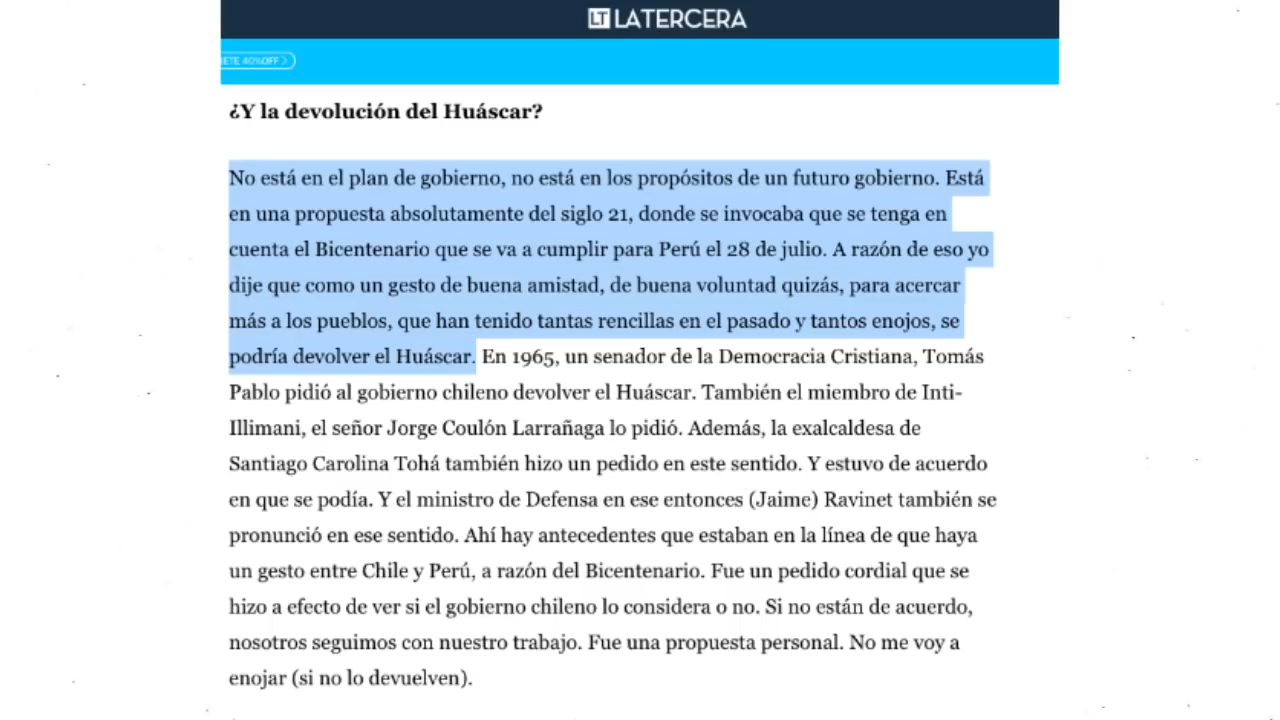 LT LATERCERA
ETE 40%OFF >
¿Y la devolución del Huáscar?
No está en el plan de gobierno, no está en los propósitos de un futuro gobierno. Está
en una propuesta absolutamente del siglo 21, donde se invocaba que se tenga en
cuenta el Bicentenario que se va a cumplir para Perú el 28 de julio. A razón de eso yo
dije que como un gesto de buena amistad, de buena voluntad quizás, para acercar
más a los pueblos, que han tenido tantas rencillas en el pasado y tantos enojos, se
podría devolver el Huáscar. En 1965, un senador de la Democracia Cristiana, Tomás
Pablo pidió al gobierno chileno devolver el Huáscar. También el miembro de Inti-
Illimani, el señor Jorge Coulón Larrañaga lo pidió. Además, la exalcaldesa de
Santiago Carolina Tohá también hizo un pedido en este sentido. Y estuvo de acuerdo
en que se podía. Y el ministro de Defensa en ese entonces (Jaime) Ravinet también se
pronunció en ese sentido. Ahí hay antecedentes que estaban en la línea de que haya
un gesto entre Chile y Perú, a razón del Bicentenario. Fue un pedido cordial que se
hizo a efecto de ver si el gobierno chileno lo considera o no. Si no están de acuerdo,
nosotros seguimos con nuestro trabajo. Fue una propuesta personal. No me voy a
enojar (si no lo devuelven).